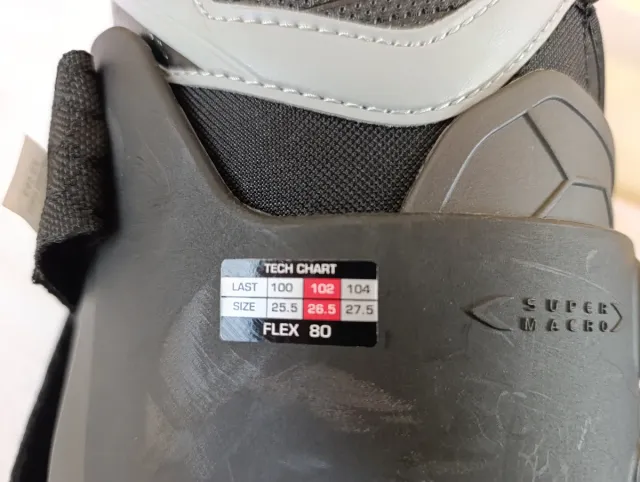 TECH CHART
LAST 100 102 104
SIZE 25.5 26.5 27.5
FLEX 80
SUPER
MACRO